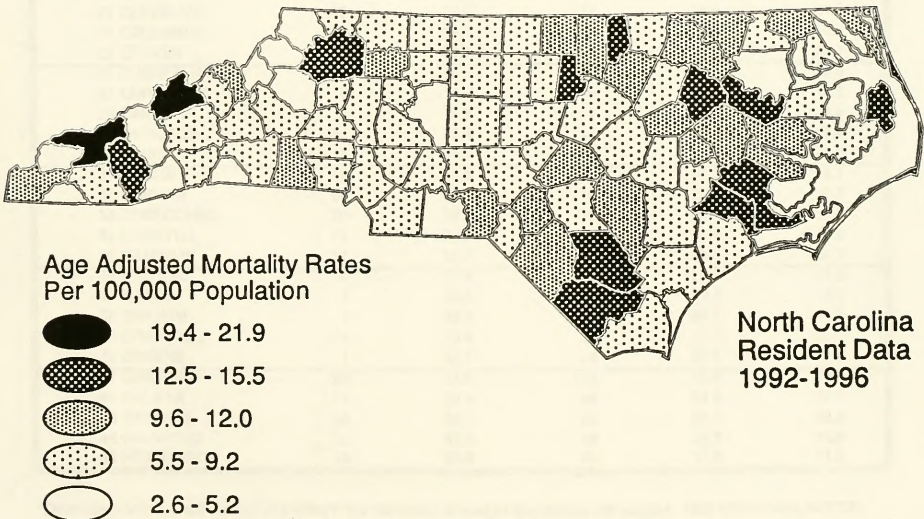 Age Adjusted Mortality Rates
Per 100,000 Population
19.4 - 21.9
12.5 - 15.5
9.6 - 12.0
5.5 - 9.2
2.6 - 5.2
North Carolina
Resident Data
1992-1996